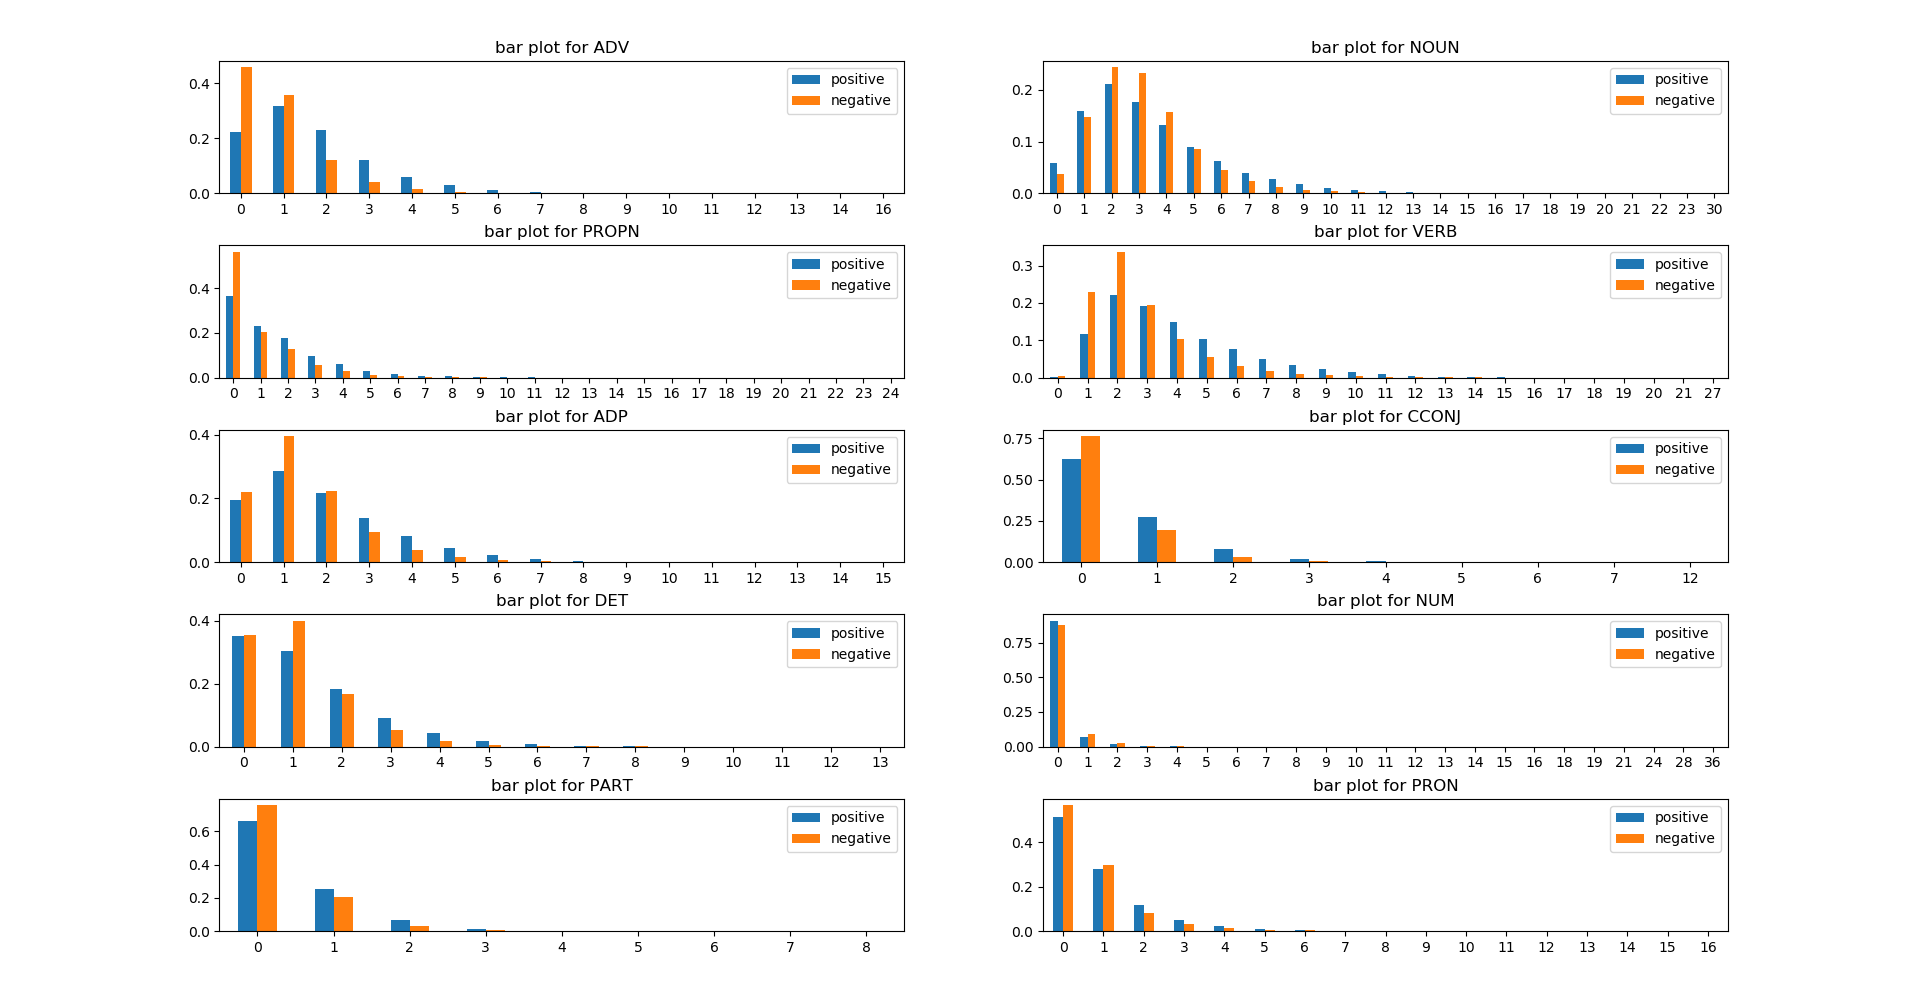 bar plot for ADV
positive
negative
0.4
0.2
0.0
0 1 2 3 4 5 6 7 8 9 10 11 12 13 14 16
bar plot for NOUN
positive
negative
0.2
0.1
0.0
0 1 2 3 4 5 6 7 8 9 10 11 12 13 14 15 16 17 18 19 20 21 22 23 30
bar plot for PROPN
positive
negative
0.4
0.2
0.0
0 1 2 3 4 5 6 7 8 9 10 11 12 13 14 15 16 17 18 19 20 22 23 24
bar plot for VERB
positive
negative
0.3
0.2
0.1
0.0
0 1 2 3 4 5 6 7 8 9 10 11 12 13 14 15 16 17 18 19 20 21 27
bar plot for ADP
positive
negative
0.4
0.2
0.0
0 1 2 3 4 5 6 7 8 9 10 11 12 13 14 15
bar plot for CCONJ
positive
negative
0.75
0.50
0.25
0.00
0 1 2 3 4 5 6 7 12
bar plot for DET
positive
negative
0.4
0.2
0.0
0 1 2 3 4 5 6 7 8 9 10 11 12 13
bar plot for NUM
positive
negative
0.75
0.50
0.25
0.00
0 1 2 3 4 5 6 7 8 9 10 11 12 13 14 15 16 18 19 21 24 28 36
bar plot for PART
positive
negative
0.6
0.4
0.2
0.0
0 1 2 3 4 5 6 7 8
bar plot for PRON
positive
negative
0.4
0.2
0.0
0 1 2 3 4 5 6 7 8 9 10 11 12 13 14 15 16